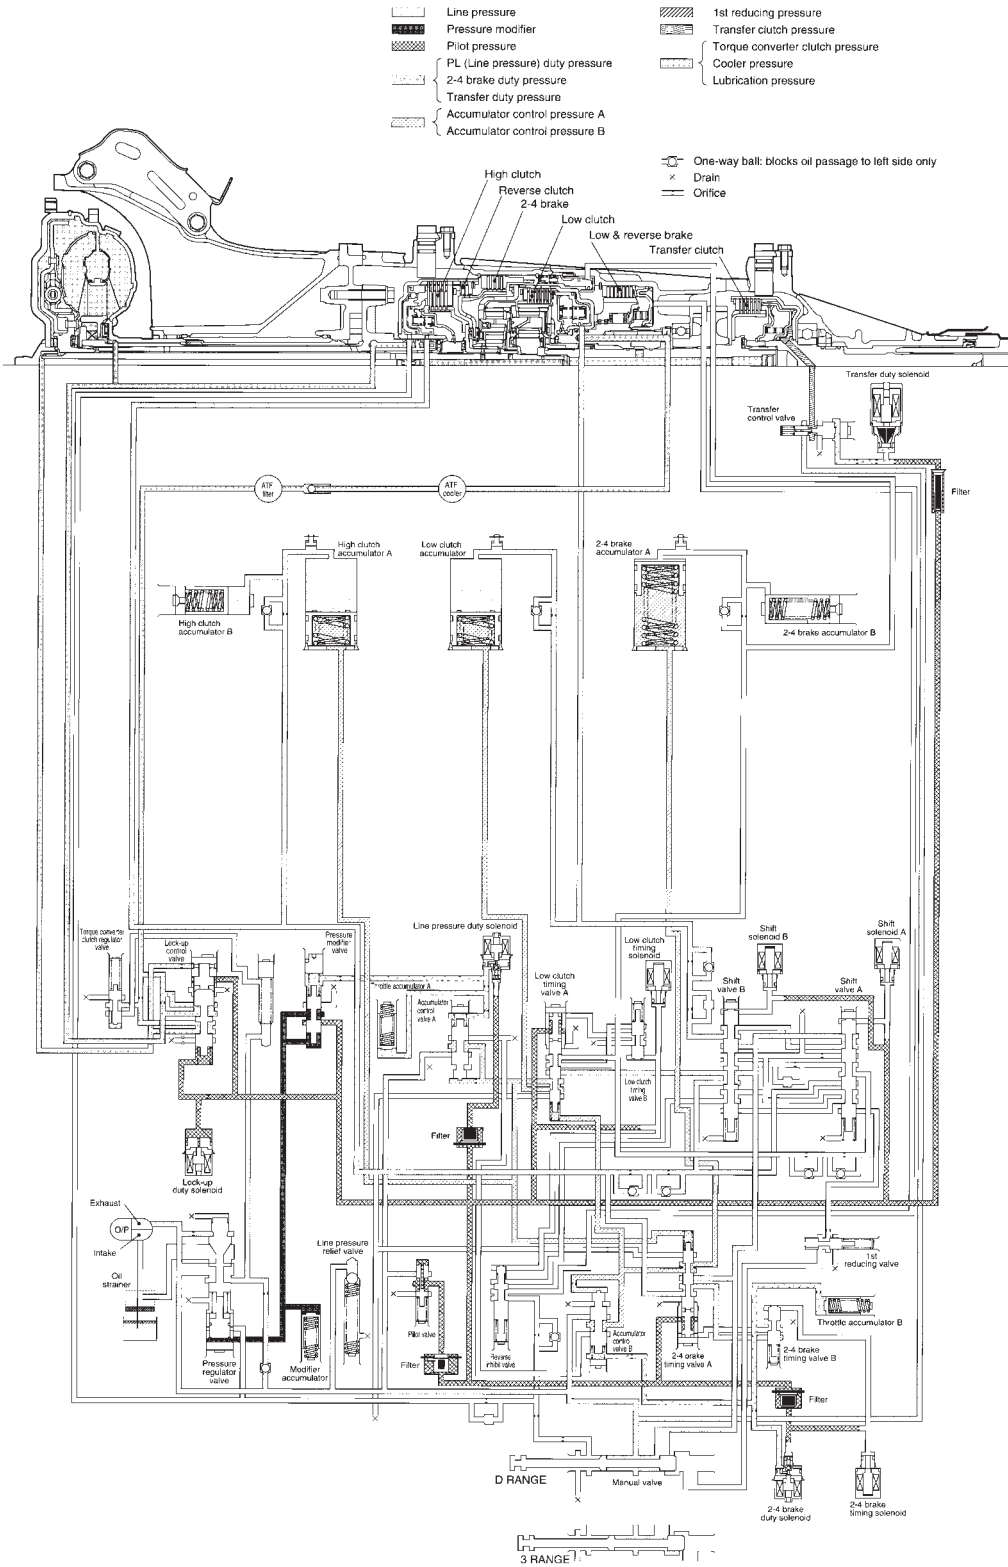 Line pressure
Pressure modifier
Pilot pressure
PL (Line pressure) duty pressure
2-4 brake duty pressure
Transfer duty pressure
Accumulator control pressure A
Accumulator control pressure B
1st reducing pressure
Transfer clutch pressure
Torque converter clutch pressure
Cooler pressure
Lubrication pressure
One-way ball: blocks oil passage to left side only
Drain
Orifice
High clutch
Reverse clutch
2-4 brake
Low clutch
Low & reverse brake
Transfer clutch
Transfer duty solenoid
Transfer
control valve
ATF
filter
ATF
cooler
Filter
High clutch
accumulator A
Low clutch
accumulator
2-4 brake
accumulator A
High clutch
accumulator B
2-4 brake accumulator B
Torque converter
clutch regulator
valve
Lock-up
control
valve
Pressure
modifier
valve
Line pressure duty solenoid
Throttle accumulator A
Accumulator
control
valve A
Low clutch
timing
valve A
Low clutch
timing
solenoid
Low clutch
timing
valve B
Shift
solenoid B
Shift
valve B
Shift
solenoid A
Shift
valve A
Filter
Lock-up
duty solenoid
Exhaust
O/P
Intake
Oil
strainer
Line pressure
relief valve
Pilot valve
Filter
Reverse
inhibit valve
Accumulator
contro
valve B
2-4 brake
timing valve A
1st
reducing valve
Throttle accumulator B
2-4 brake
timing valve B
Pressure
regulator
valve
Modifier
accumulator
Filter
D RANGE
Manual valve
2-4 brake
duty solenoid
2-4 brake
timing solenoid
3 RANGE